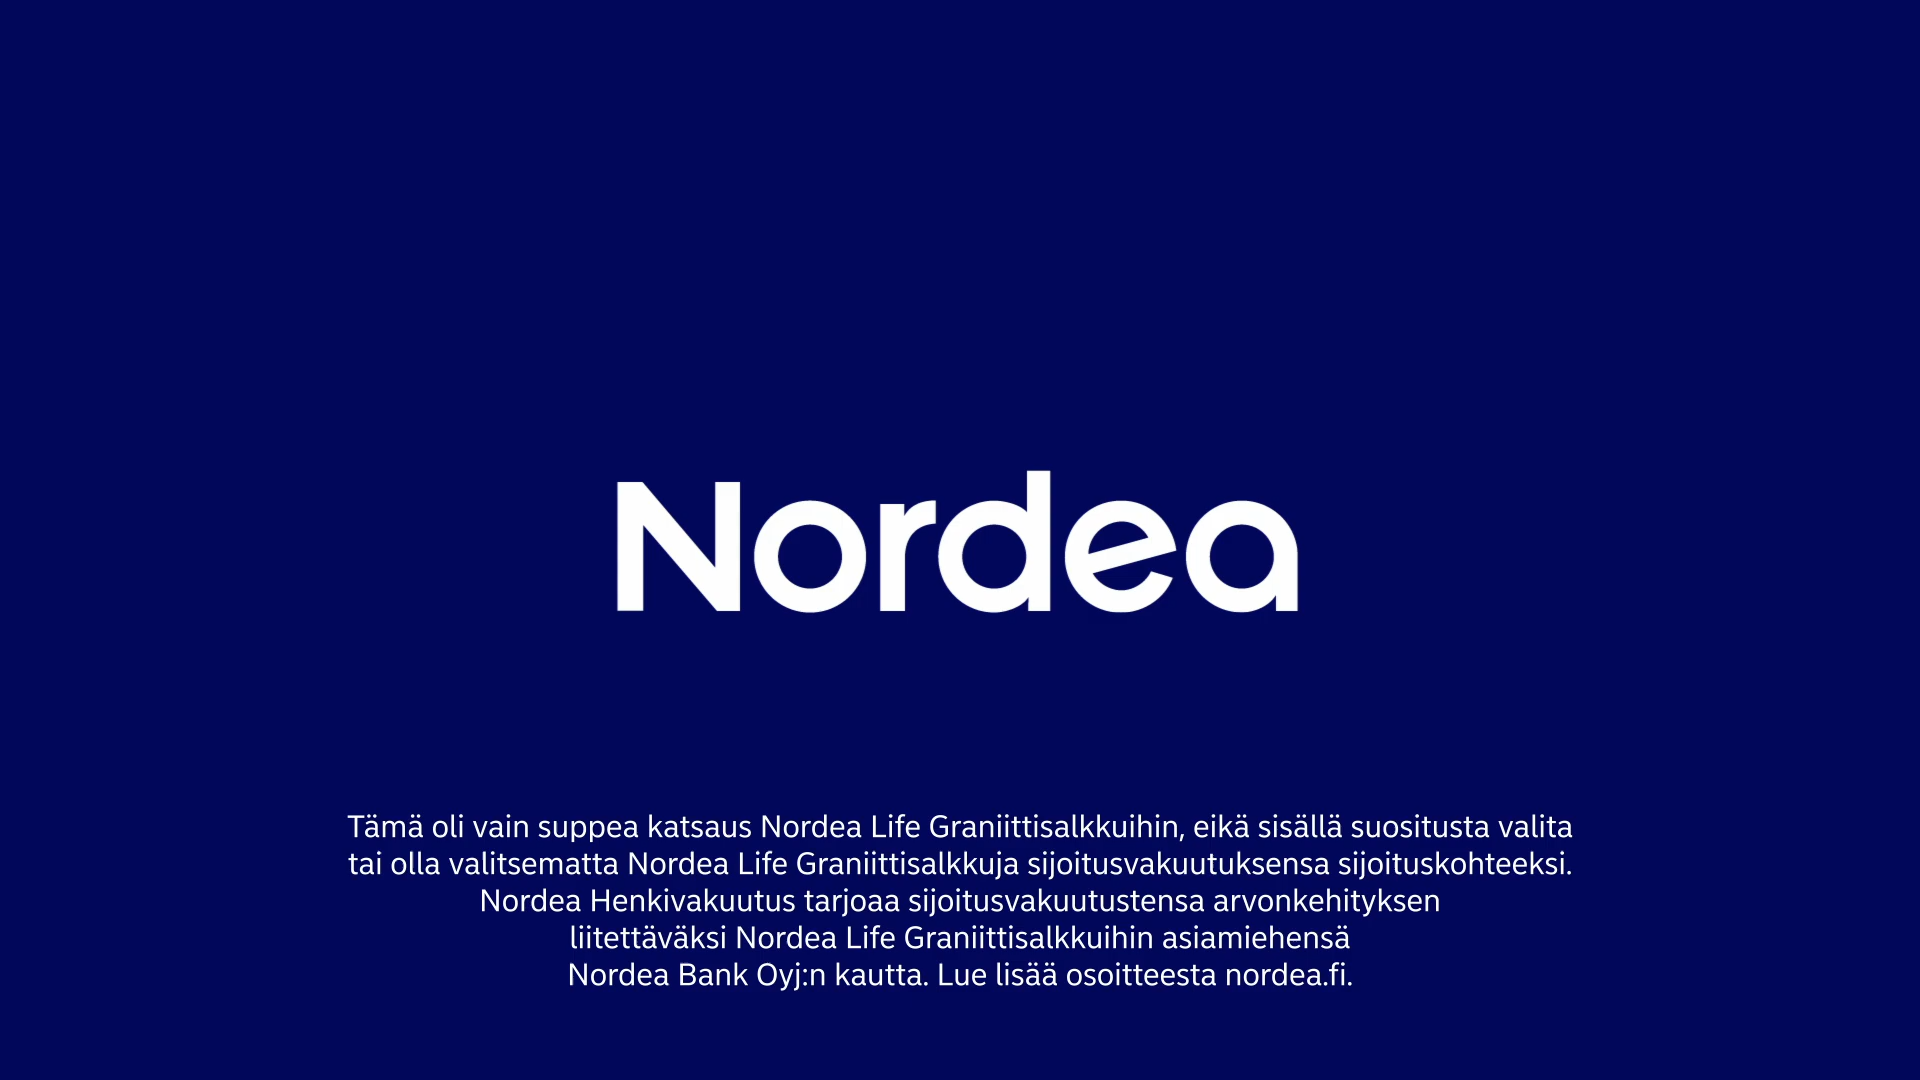 Nordea
Tämä oli vain suppea katsaus Nordea Life Graniittisalkkuihin, eikä sisällä suositusta valita
tai olla valitsematta Nordea Life Graniittisalkkuja sijoitusvakuutuksensa sijoituskohteeksi.
Nordea Henkivakuutus tarjoaa sijoitusvakuutustensa arvonkehityksen
liitettäväksi Nordea Life Graniittisalkkuihin asiamiehensä
Nordea Bank Oyj:n kautta. Lue lisää osoitteesta nordea.fi.